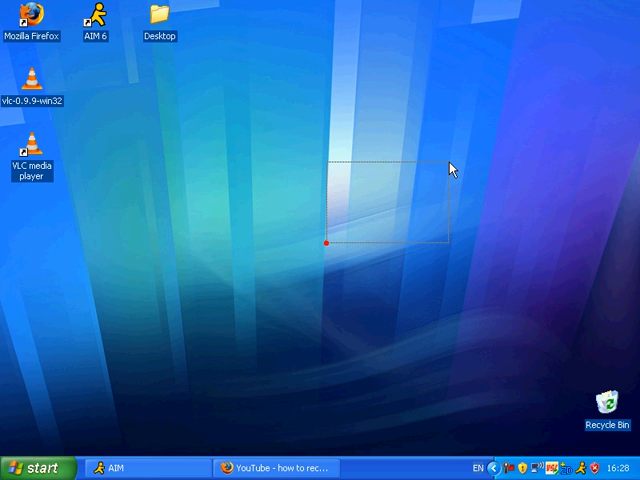 Mozilla Firefox
AIM 6
Desktop
vlc-0.9.9-win32
VLC media
player
Recycle Bin
start
AIM
YouTube - how to rec...
EN
16:28